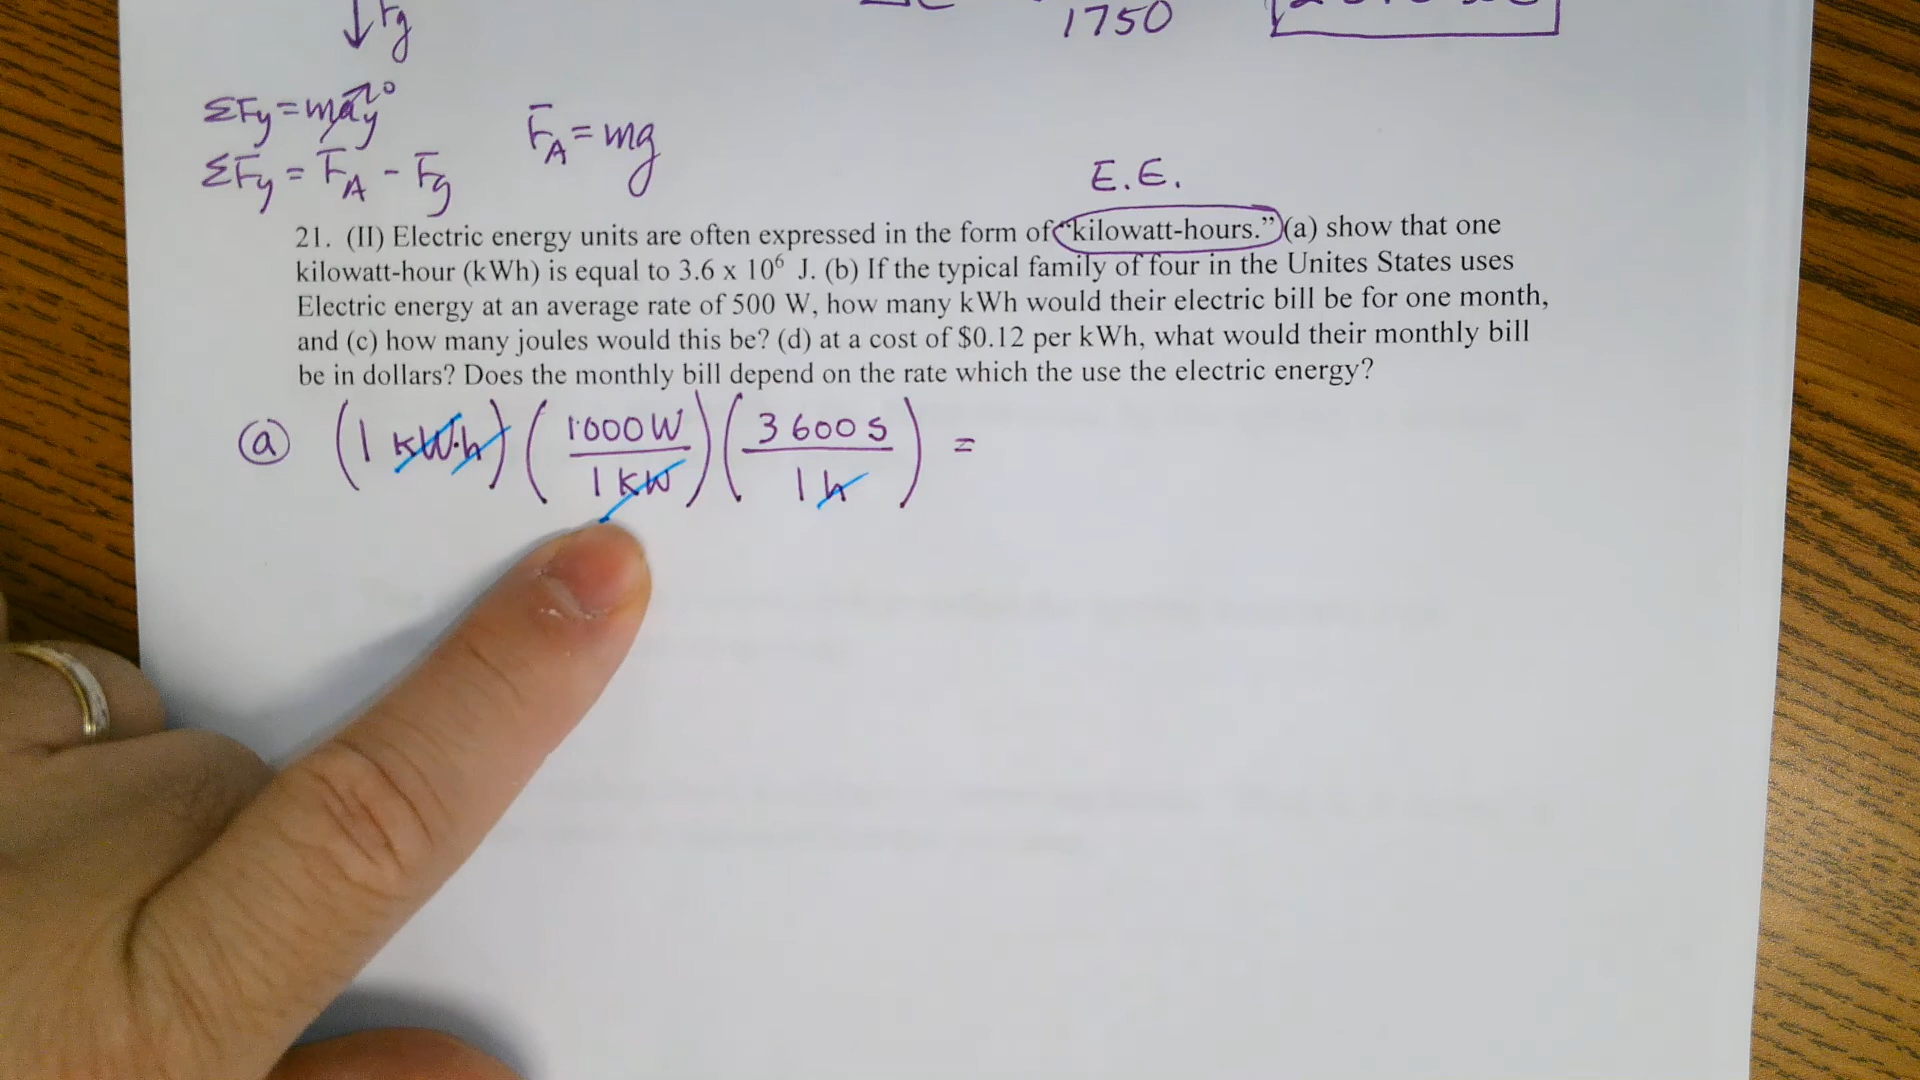 ↓Fg
1750
ΣFy = may→0
FA = mg
ΣFy = FA - Fg
E.E.
21. (II) Electric energy units are often expressed in the form of “kilowatt-hours.” (a) show that one
kilowatt-hour (kWh) is equal to 3.6 x 10⁶ J. (b) If the typical family of four in the Unites States uses
Electric energy at an average rate of 500 W, how many kWh would their electric bill be for one month,
and (c) how many joules would this be? (d) at a cost of $0.12 per kWh, what would their monthly bill
be in dollars? Does the monthly bill depend on the rate which the use the electric energy?
ⓐ (1 kW·h) (1000W / 1 kW) (3600 s / 1 h) =